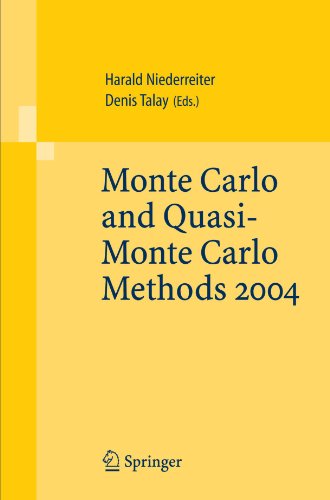 Harald Niederreiter
Denis Talay (Eds.)
Monte Carlo
and Quasi-
Monte Carlo
Methods 2004
Springer